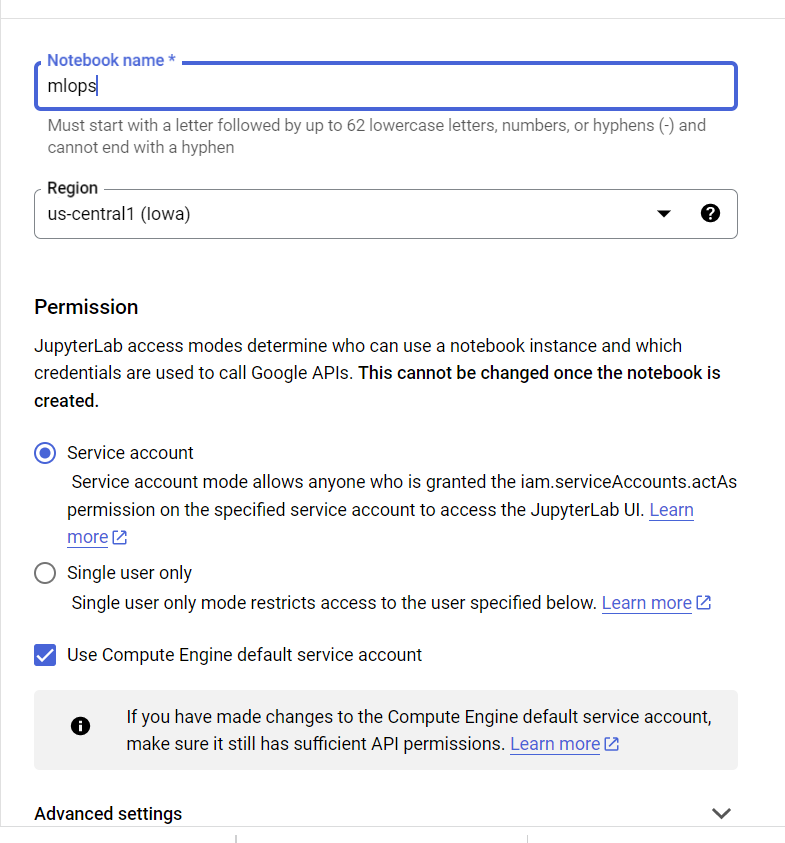 Notebook name *
mlops
Must start with a letter followed by up to 62 lowercase letters, numbers, or hyphens (-) and
cannot end with a hyphen
Region
us-central1 (Iowa)
Permission
JupyterLab access modes determine who can use a notebook instance and which
credentials are used to call Google APIs. This cannot be changed once the notebook is
created.
Service account
Service account mode allows anyone who is granted the iam.serviceAccounts.actAs
permission on the specified service account to access the JupyterLab UI. Learn
more
Single user only
Single user only mode restricts access to the user specified below. Learn more
Use Compute Engine default service account
If you have made changes to the Compute Engine default service account,
make sure it still has sufficient API permissions. Learn more
Advanced settings